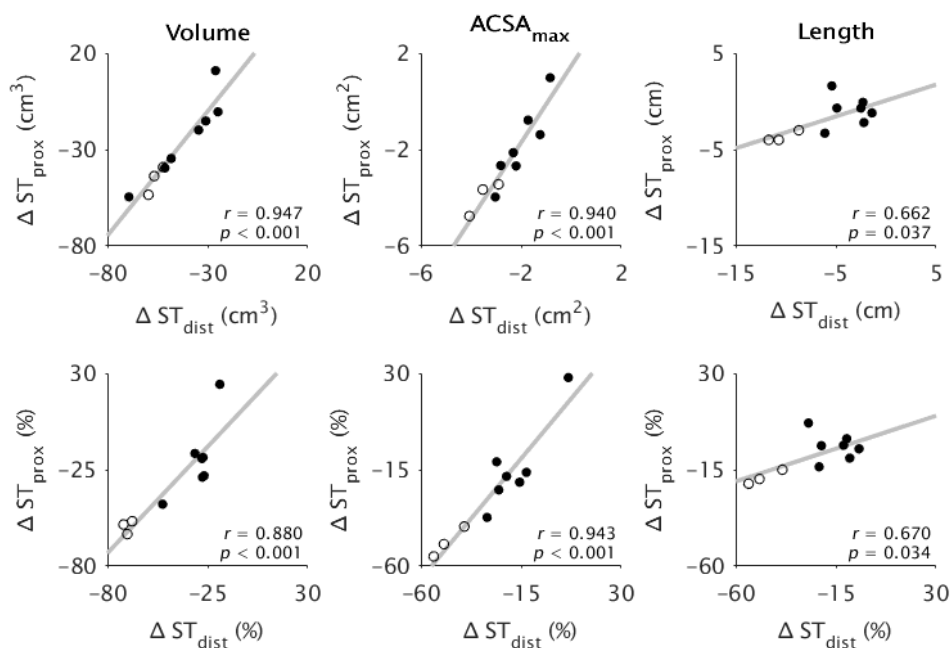 Volume
ACSAmax
Length
Δ STprox (cm³)
20
−30
−80
r = 0.947
p < 0.001
−80 −30 20
Δ STdist (cm³)
Δ STprox (cm²)
2
−2
−6
r = 0.940
p < 0.001
−6 −2 2
Δ STdist (cm²)
Δ STprox (cm)
5
−5
−15
r = 0.662
p = 0.037
−15 −5 5
Δ STdist (cm)
Δ STprox (%)
30
−25
−80
r = 0.880
p < 0.001
−80 −25 30
Δ STdist (%)
Δ STprox (%)
30
−15
−60
r = 0.943
p < 0.001
−60 −15 30
Δ STdist (%)
Δ STprox (%)
30
−15
−60
r = 0.670
p = 0.034
−60 −15 30
Δ STdist (%)